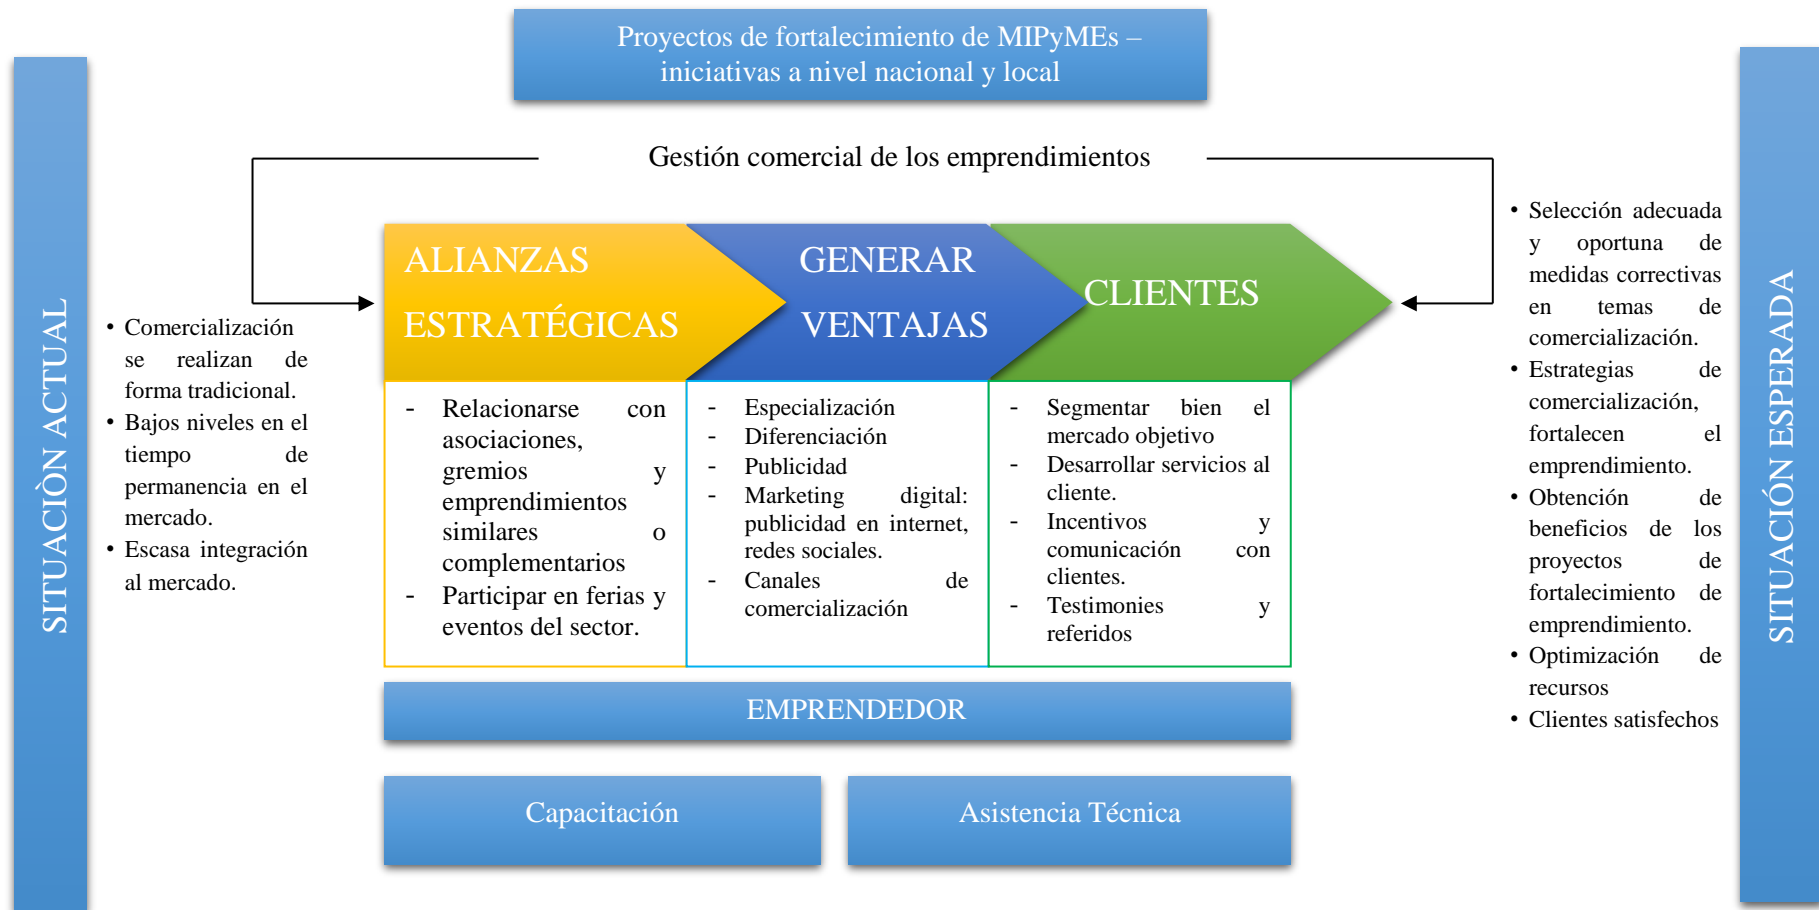 Proyectos de fortalecimiento de MIPyMEs –
iniciativas a nivel nacional y local
Gestión comercial de los emprendimientos
SITUACIÒN ACTUAL
• Comercialización
se realizan de
forma tradicional.
• Bajos niveles en el
tiempo de
permanencia en el
mercado.
• Escasa integración
al mercado.
ALIANZAS
ESTRATÉGICAS
- Relacionarse con
asociaciones,
gremios y
emprendimientos
similares o
complementarios
- Participar en ferias y
eventos del sector.
GENERAR
VENTAJAS
- Especialización
- Diferenciación
- Publicidad
- Marketing digital:
publicidad en internet,
redes sociales.
- Canales de
comercialización
CLIENTES
- Segmentar bien el
mercado objetivo
- Desarrollar servicios al
cliente.
- Incentivos y
comunicación con
clientes.
- Testimonies y
referidos
• Selección adecuada
y oportuna de
medidas correctivas
en temas de
comercialización.
• Estrategias de
comercialización,
fortalecen el
emprendimiento.
• Obtención de
beneficios de los
proyectos de
fortalecimiento de
emprendimiento.
• Optimización de
recursos
• Clientes satisfechos
SITUACIÓN ESPERADA
EMPRENDEDOR
Capacitación
Asistencia Técnica